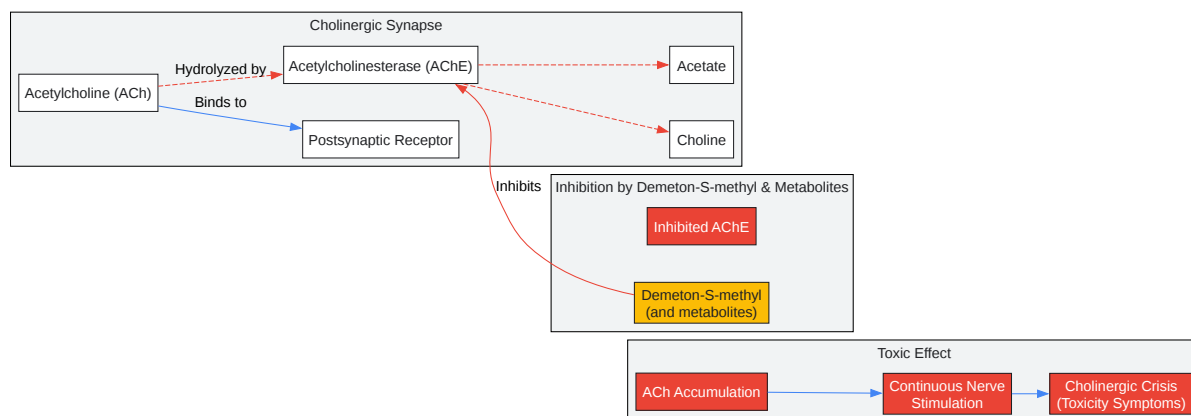 Cholinergic Synapse
Acetylcholine (ACh)
Hydrolyzed by
Binds to
Acetylcholinesterase (AChE)
Postsynaptic Receptor
Acetate
Choline
Inhibits
Inhibition by Demeton-S-methyl & Metabolites
Inhibited AChE
Demeton-S-methyl
(and metabolites)
Toxic Effect
ACh Accumulation
Continuous Nerve
Stimulation
Cholinergic Crisis
(Toxicity Symptoms)